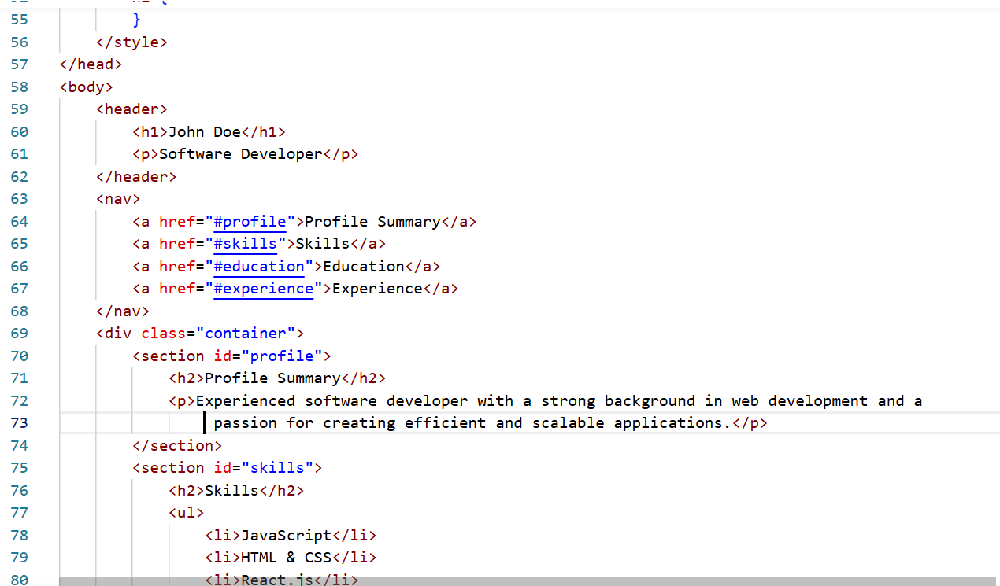 55 }
56 </style>
57 </head>
58 <body>
59 <header>
60 <h1>John Doe</h1>
61 <p>Software Developer</p>
62 </header>
63 <nav>
64 <a href="#profile">Profile Summary</a>
65 <a href="#skills">Skills</a>
66 <a href="#education">Education</a>
67 <a href="#experience">Experience</a>
68 </nav>
69 <div class="container">
70 <section id="profile">
71 <h2>Profile Summary</h2>
72 <p>Experienced software developer with a strong background in web development and a
73 passion for creating efficient and scalable applications.</p>
74 </section>
75 <section id="skills">
76 <h2>Skills</h2>
77 <ul>
78 <li>JavaScript</li>
79 <li>HTML & CSS</li>
80 <li>React.js</li>